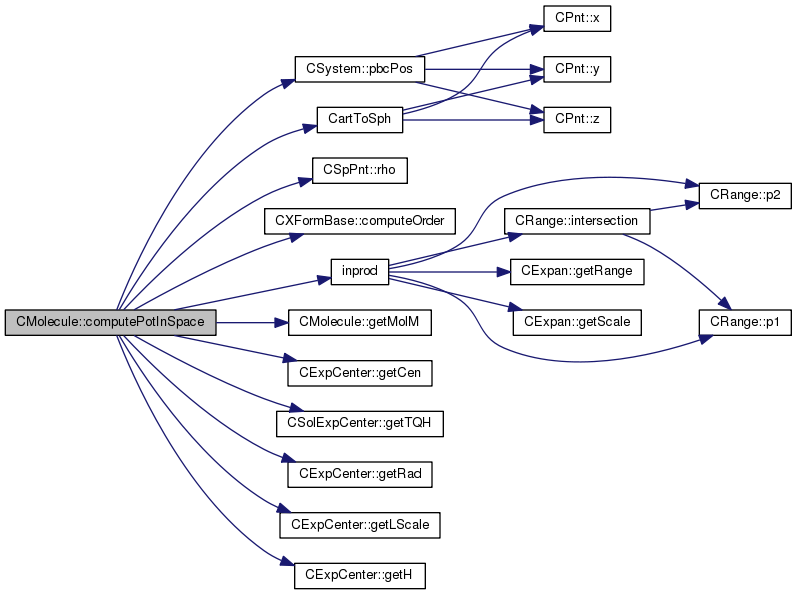 CMolecule::computePotInSpace
CSystem::pbcPos
CartToSph
CSpPnt::rho
CXFormBase::computeOrder
inprod
CMolecule::getMolM
CExpCenter::getCen
CSolExpCenter::getTQH
CExpCenter::getRad
CExpCenter::getLScale
CExpCenter::getH
CPnt::x
CPnt::y
CPnt::z
CRange::intersection
CExpan::getRange
CExpan::getScale
CRange::p2
CRange::p1